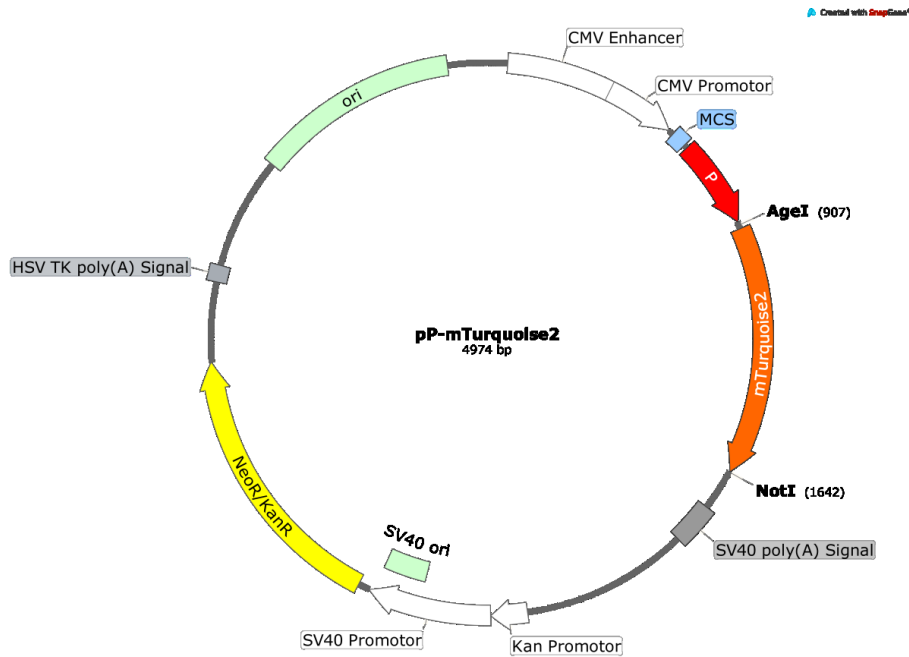 Created with SnapGene®
CMV Enhancer
CMV Promotor
MCS
P
AgeI (907)
mTurquoise2
NotI (1642)
SV40 poly(A) Signal
Kan Promotor
SV40 Promotor
SV40 ori
NeoR/KanR
HSV TK poly(A) Signal
ori
pP-mTurquoise2
4974 bp